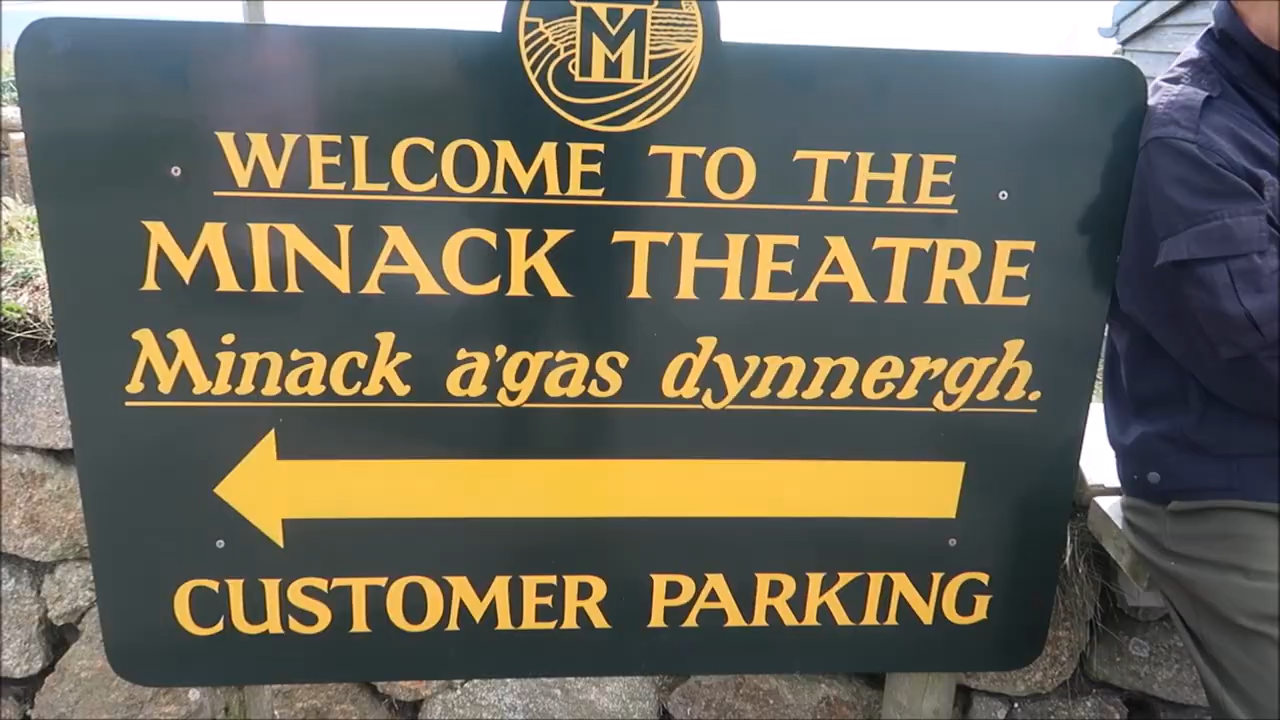 M
WELCOME TO THE
MINACK THEATRE
Minack a'gas dynnergh.
CUSTOMER PARKING